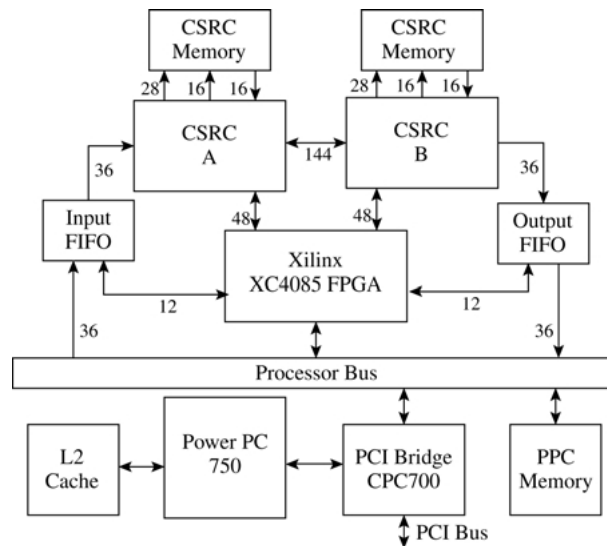 CSRC
Memory
CSRC
Memory
28
16
16
28
16
16
CSRC
A
144
CSRC
B
36
36
Input
FIFO
48
48
Output
FIFO
Xilinx
XC4085 FPGA
12
12
36
36
Processor Bus
L2
Cache
Power PC
750
PCI Bridge
CPC700
PPC
Memory
PCI Bus